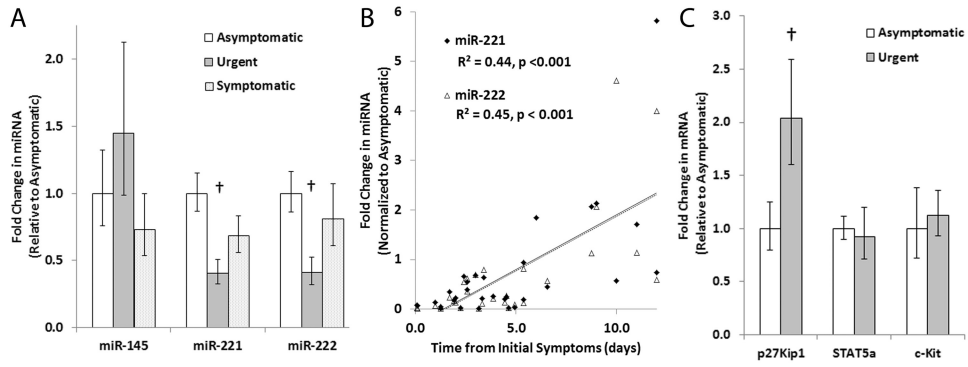 A
Fold Change in miRNA
(Relative to Asymptomatic)
2.0
1.5
1.0
0.5
0.0
Asymptomatic
Urgent
Symptomatic
†
†
miR-145
miR-221
miR-222
B
Fold Change in miRNA
(Normalized to Asymptomatic)
6
5
4
3
2
1
0
miR-221
R² = 0.44, p <0.001
miR-222
R² = 0.45, p < 0.001
0.0
5.0
10.0
Time from Initial Symptoms (days)
C
Fold Change in mRNA
(Relative to Asymptomatic)
3.0
2.5
2.0
1.5
1.0
0.5
0.0
Asymptomatic
Urgent
†
p27Kip1
STAT5a
c-Kit